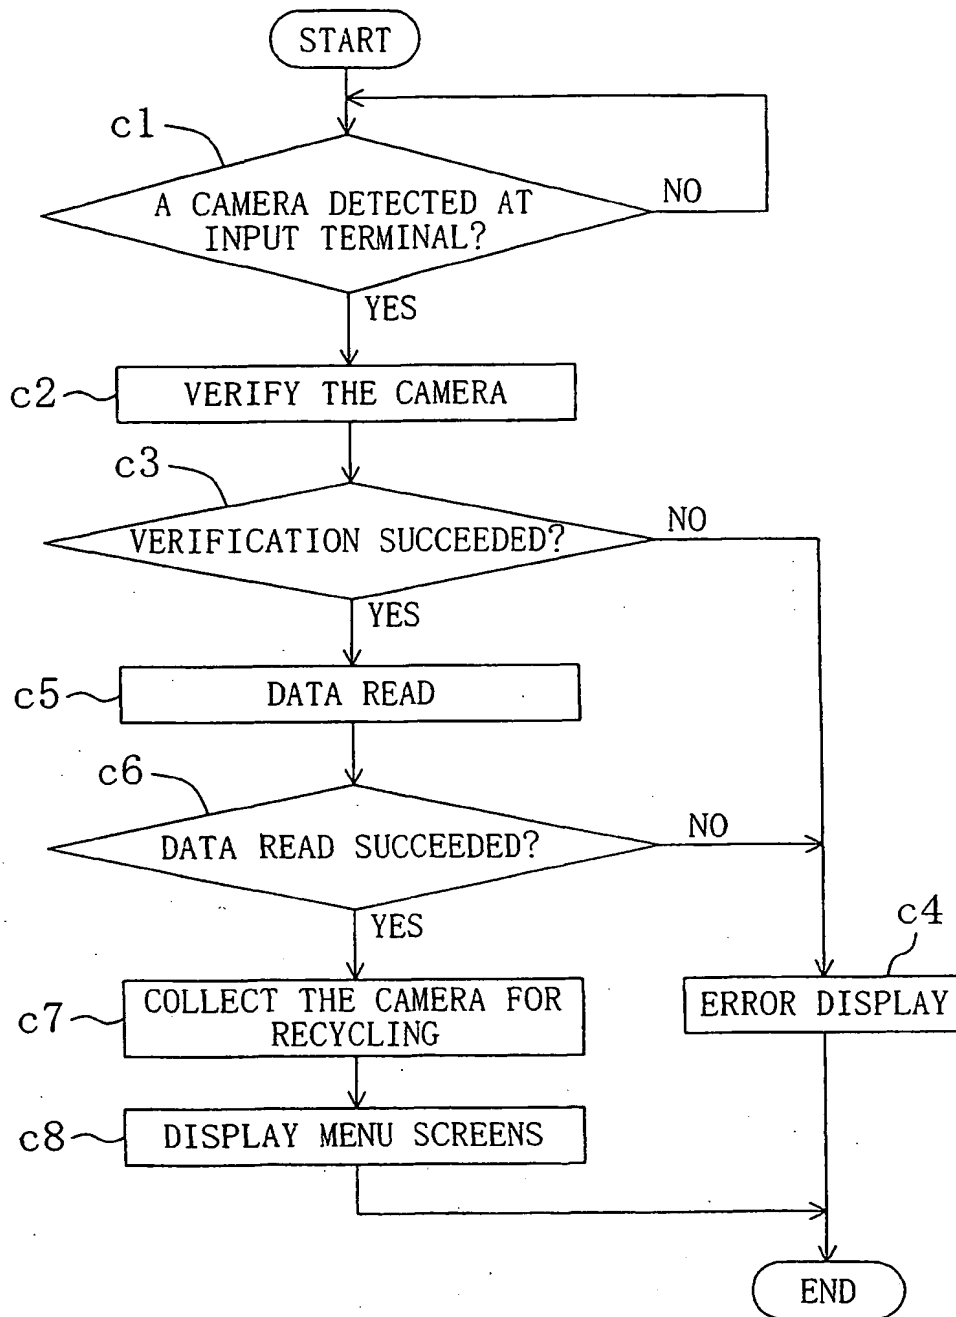 START
c1
A CAMERA DETECTED AT
INPUT TERMINAL?
NO
YES
c2
VERIFY THE CAMERA
c3
VERIFICATION SUCCEEDED?
NO
YES
c5
DATA READ
c6
DATA READ SUCCEEDED?
NO
YES
c4
ERROR DISPLAY
c7
COLLECT THE CAMERA FOR
RECYCLING
c8
DISPLAY MENU SCREENS
END